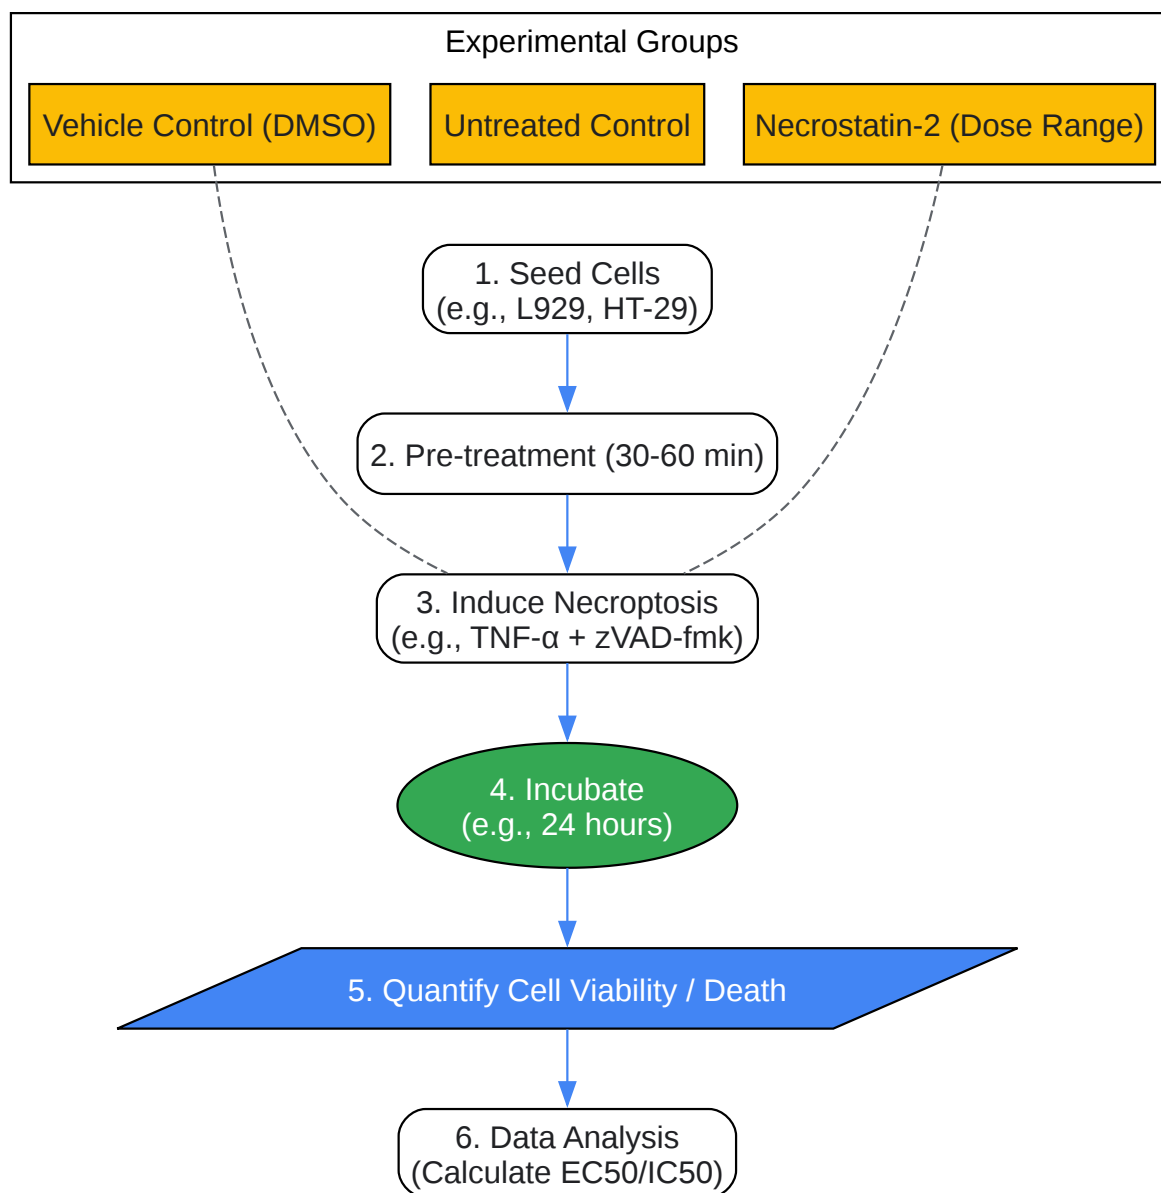 Experimental Groups
Vehicle Control (DMSO)
Untreated Control
Necrostatin-2 (Dose Range)
1. Seed Cells
(e.g., L929, HT-29)
2. Pre-treatment (30-60 min)
3. Induce Necroptosis
(e.g., TNF-α + zVAD-fmk)
4. Incubate
(e.g., 24 hours)
5. Quantify Cell Viability / Death
6. Data Analysis
(Calculate EC50/IC50)